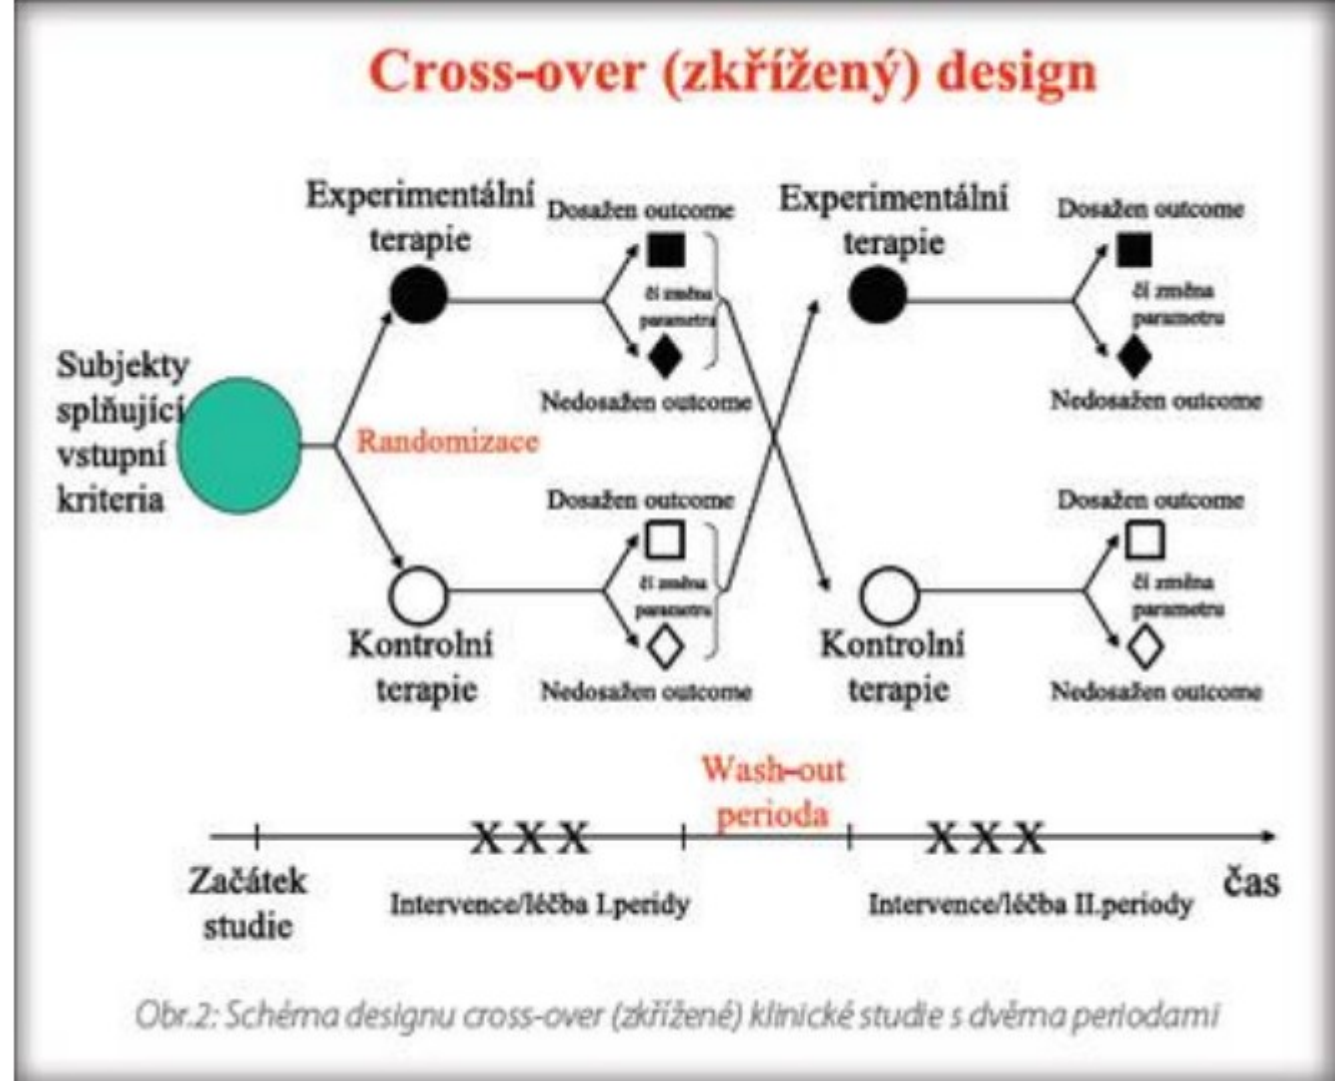 Cross-over (zkřížený) design
Experimentální
terapie
Dosažen outcome
či změna
parametru
Nedosažen outcome
Experimentální
terapie
Dosažen outcome
či změna
parametru
Nedosažen outcome
Subjekty
splňující
vstupní
kriteria
Randomizace
Dosažen outcome
či změna
parametru
Nedosažen outcome
Kontrolní
terapie
Dosažen outcome
či změna
parametru
Nedosažen outcome
Kontrolní
terapie
Wash-out
perioda
X X X
X X X
Začátek
studie
Intervence/léčba I.peridy
Intervence/léčba II.periody
čas
Obr.2: Schéma designu cross-over (zkřížené) klinické studie s dvěma periodami